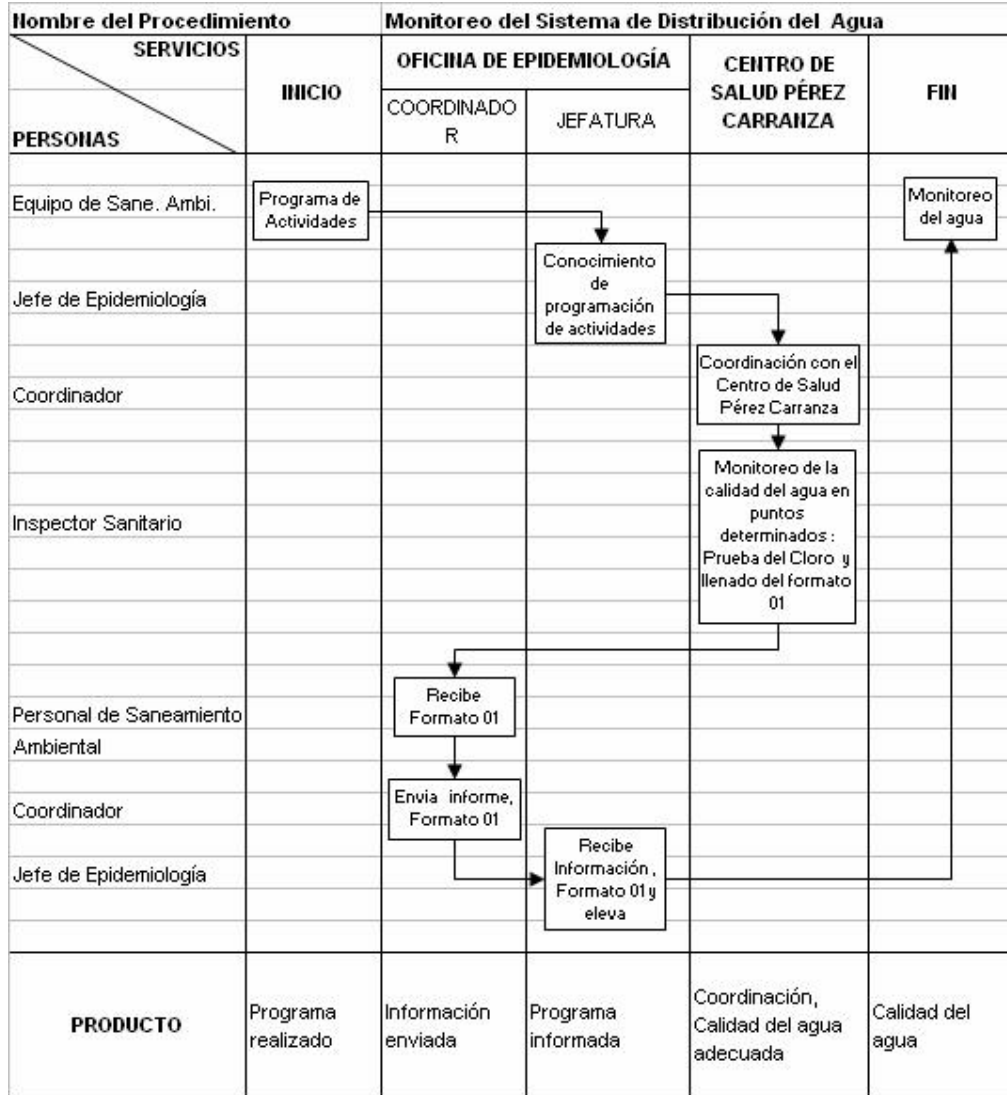 Nombre del Procedimiento
Monitoreo del Sistema de Distribución del Agua
SERVICIOS
PERSONAS
INICIO
OFICINA DE EPIDEMIOLOGÍA
COORDINADO
R
JEFATURA
CENTRO DE
SALUD PÉREZ
CARRANZA
FIN
Equipo de Sane. Ambi.
Programa de
Actividades
Monitoreo
del agua
Jefe de Epidemiología
Conocimiento
de
programación
de actividades
Coordinador
Coordinación con el
Centro de Salud
Pérez Carranza
Inspector Sanitario
Monitoreo de la
calidad del agua en
puntos
determinados :
Prueba del Cloro y
llenado del formato
01
Personal de Saneamiento
Ambiental
Recibe
Formato 01
Coordinador
Envia informe,
Formato 01
Jefe de Epidemiología
Recibe
Información ,
Formato 01 y
eleva
PRODUCTO
Programa
realizado
Información
enviada
Programa
informada
Coordinación,
Calidad del agua
adecuada
Calidad del
agua